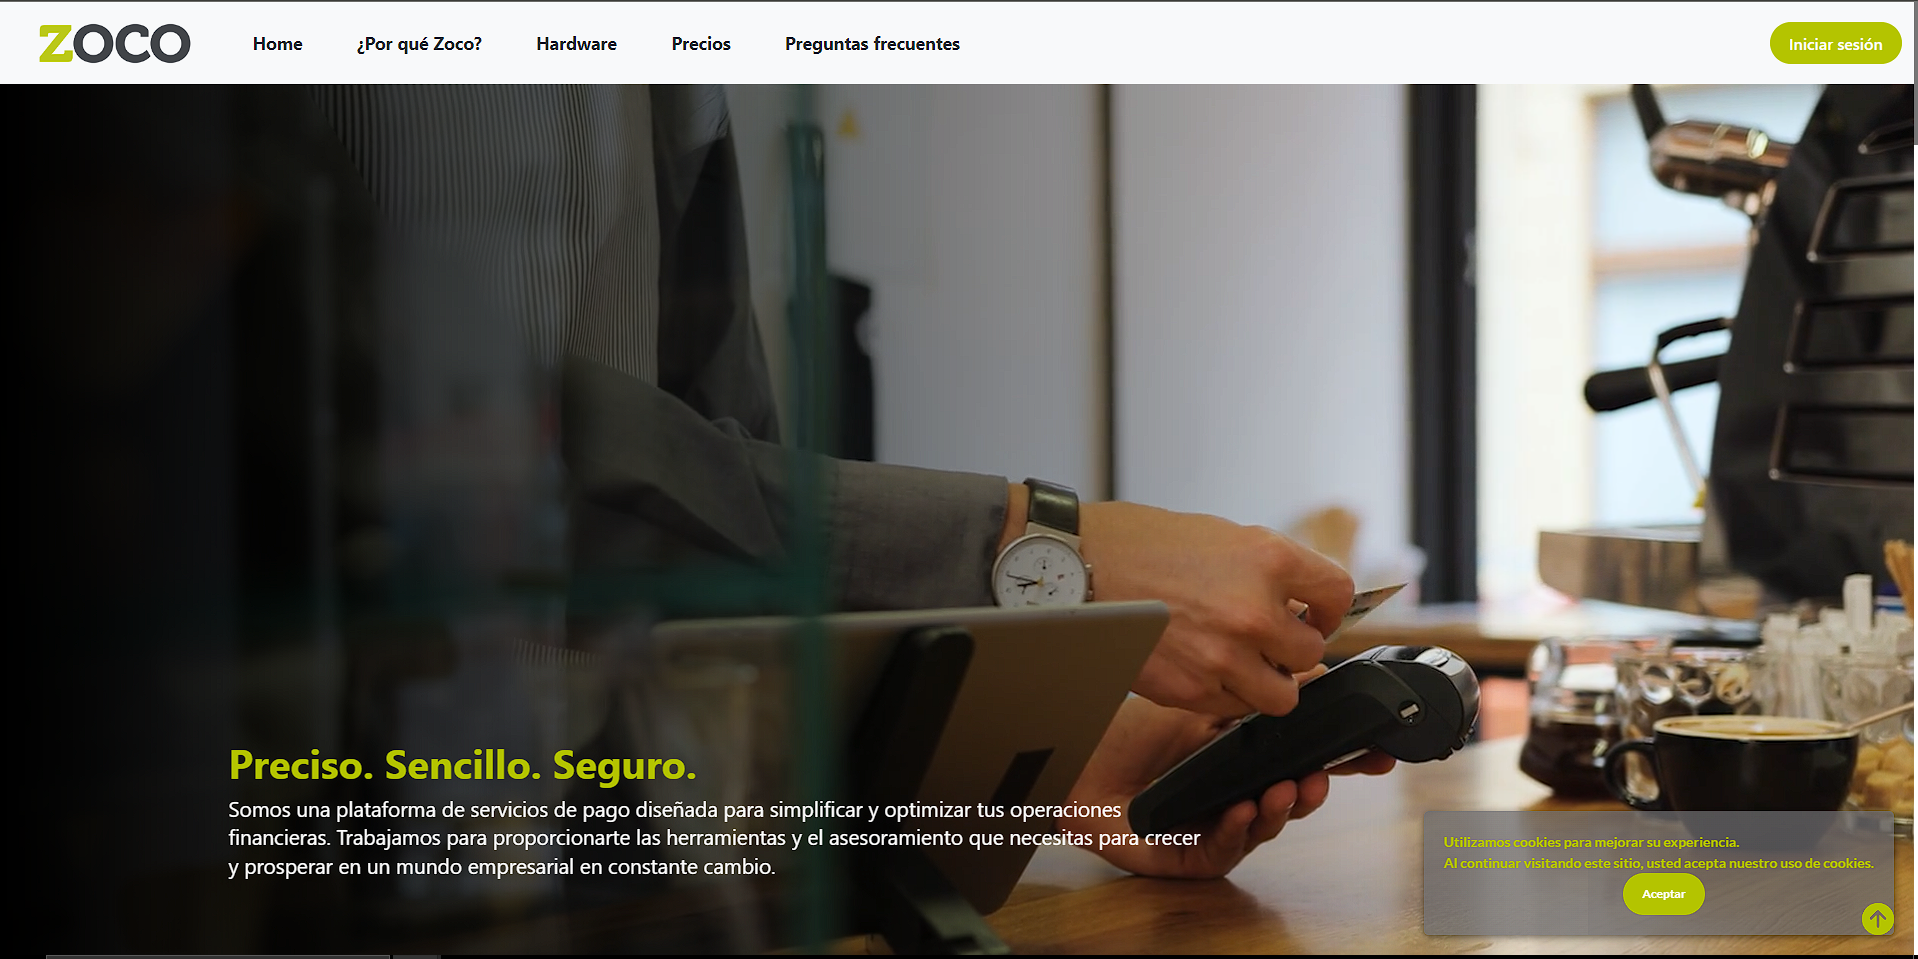 ZOCO
Home
¿Por qué Zoco?
Hardware
Precios
Preguntas frecuentes
Iniciar sesión
Preciso. Sencillo. Seguro.
Somos una plataforma de servicios de pago diseñada para simplificar y optimizar tus operaciones
financieras. Trabajamos para proporcionarte las herramientas y el asesoramiento que necesitas para crecer
y prosperar en un mundo empresarial en constante cambio.
Utilizamos cookies para mejorar su experiencia.
Al continuar visitando este sitio, usted acepta nuestro uso de cookies.
Aceptar